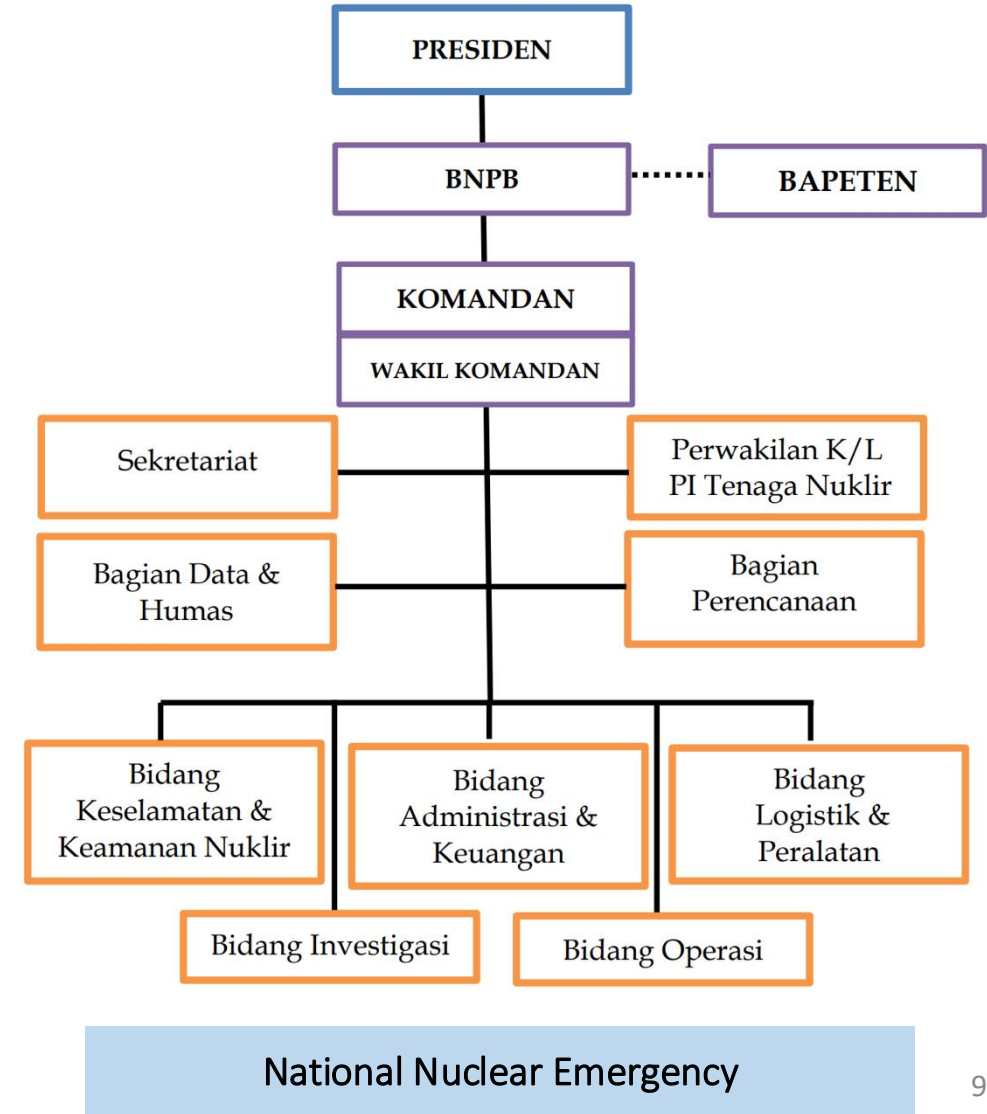 PRESIDEN
BNPB
BAPETEN
KOMANDAN
WAKIL KOMANDAN
Sekretariat
Perwakilan K/L
PI Tenaga Nuklir
Bagian Data &
Humas
Bagian
Perencanaan
Bidang
Keselamatan &
Keamanan Nuklir
Bidang
Administrasi &
Keuangan
Bidang
Logistik &
Peralatan
Bidang Investigasi
Bidang Operasi
National Nuclear Emergency
9